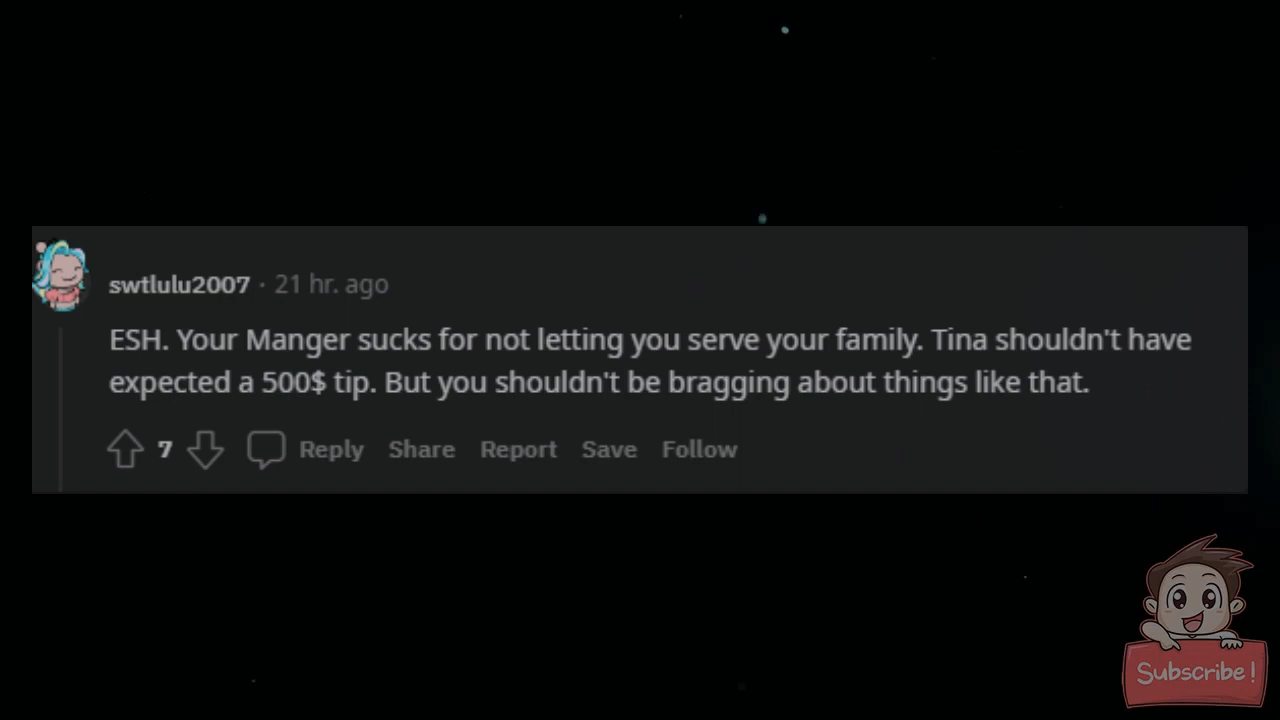 swtlulu2007 · 21 hr. ago
ESH. Your Manger sucks for not letting you serve your family. Tina shouldn't have
expected a 500$ tip. But you shouldn't be bragging about things like that.
7 Reply Share Report Save Follow
Subscribe!